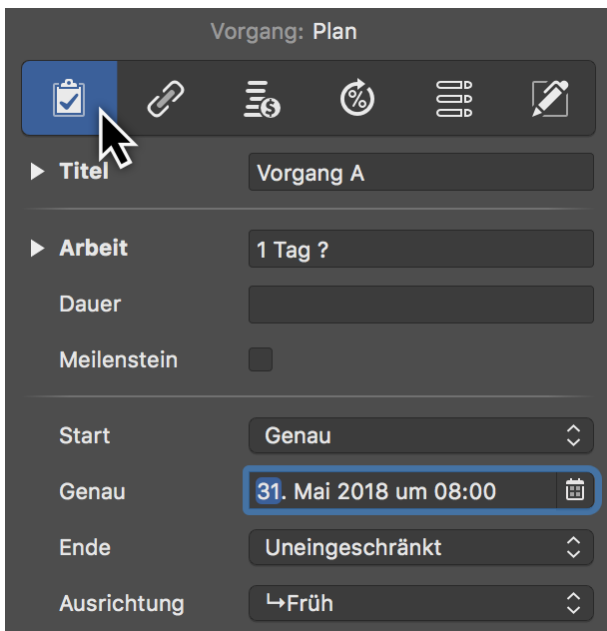 Vorgang: Plan
Titel Vorgang A
Arbeit 1 Tag ?
Dauer
Meilenstein
Start Genau
Genau 31. Mai 2018 um 08:00
Ende Uneingeschränkt
Ausrichtung ↳Früh